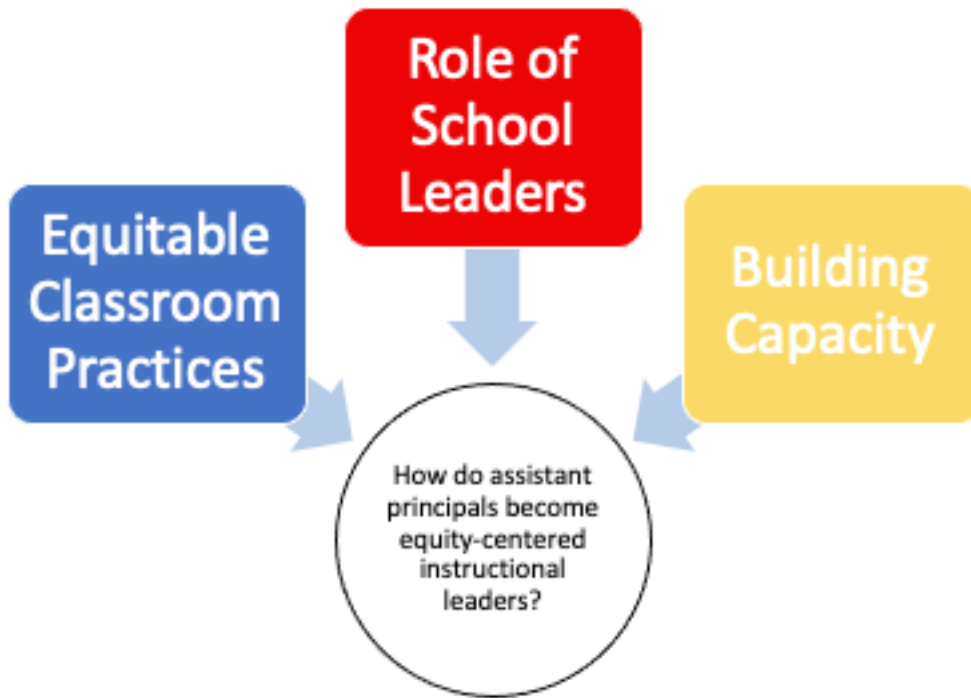 Role of
School
Leaders
Equitable
Classroom
Practices
Building
Capacity
How do assistant
principals become
equity-centered
instructional
leaders?